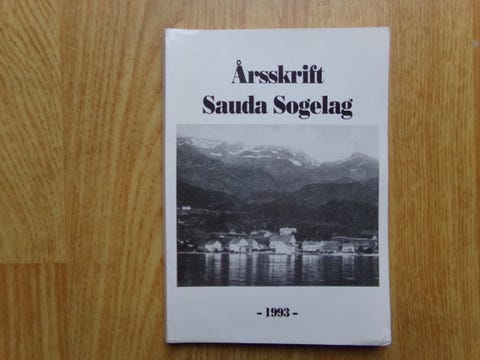 Årsskrift
Sauda Sogelag
- 1993 -